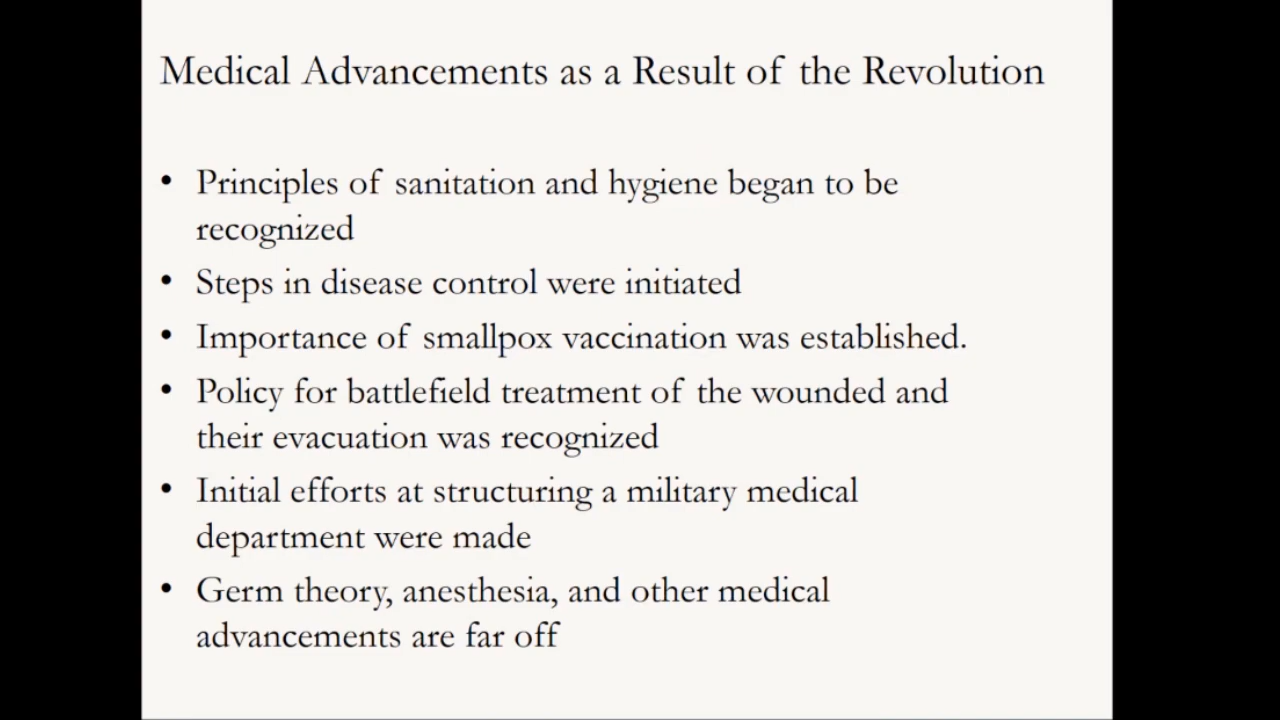 Medical Advancements as a Result of the Revolution
• Principles of sanitation and hygiene began to be
recognized
• Steps in disease control were initiated
• Importance of smallpox vaccination was established.
• Policy for battlefield treatment of the wounded and
their evacuation was recognized
• Initial efforts at structuring a military medical
department were made
• Germ theory, anesthesia, and other medical
advancements are far off